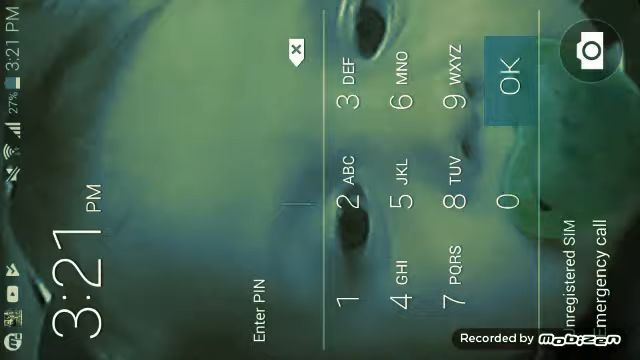 27% 3:21 PM
3:21 PM
Enter PIN
1 2 ABC 3 DEF
4 GHI 5 JKL 6 MNO
7 PQRS 8 TUV 9 WXYZ
0 OK
nregistered SIM
Emergency call
Recorded by MOBIZEN